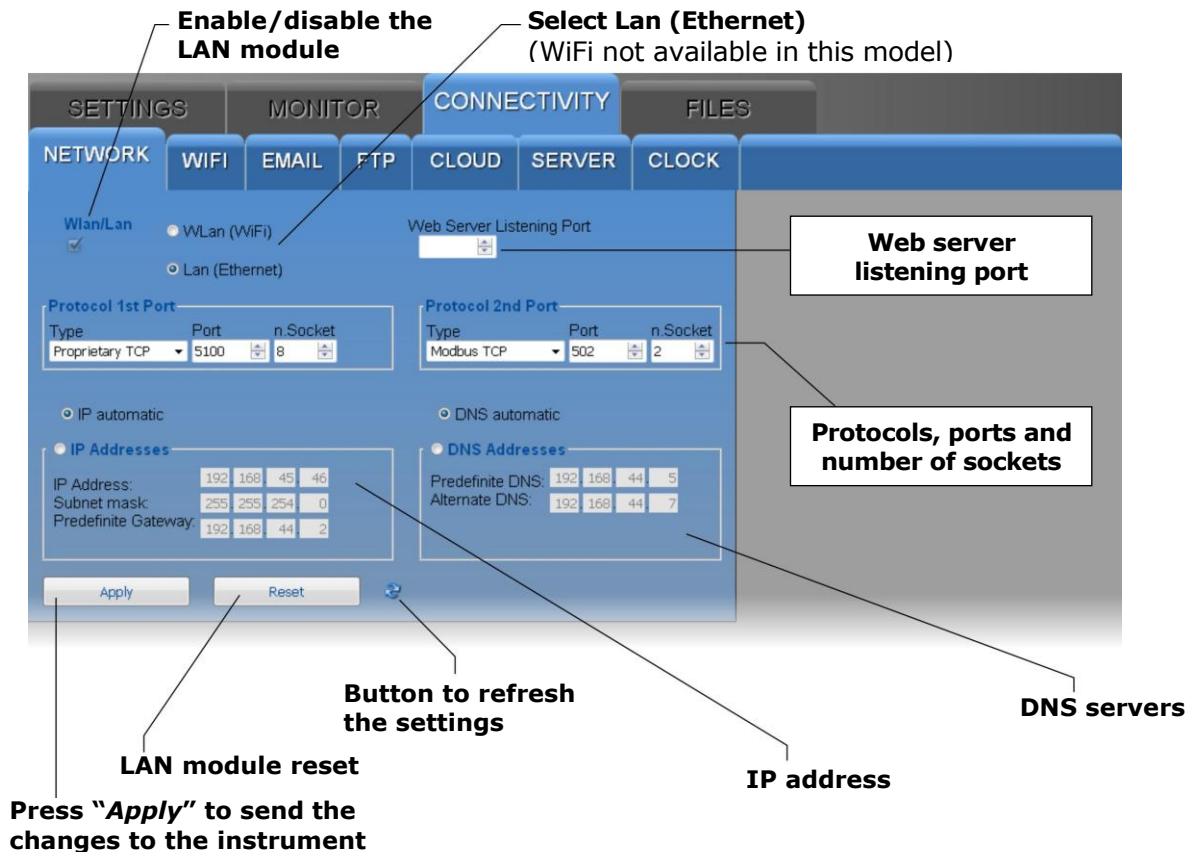 Enable/disable the
LAN module
Select Lan (Ethernet)
(WiFi not available in this model)
SETTINGS MONITOR CONNECTIVITY FILES
NETWORK WIFI EMAIL FTP CLOUD SERVER CLOCK
Wlan/Lan
WLan (WiFi)
Lan (Ethernet)
Web Server Listening Port
Web server
listening port
Protocol 1st Port
Type Port n.Socket
Proprietary TCP 5100 8
Protocol 2nd Port
Type Port n.Socket
Modbus TCP 502 2
Protocols, ports and
number of sockets
IP automatic
DNS automatic
IP Addresses
IP Address: 192. 168. 45. 46
Subnet mask: 255. 255. 254. 0
Predefinite Gateway: 192. 168. 44. 2
DNS Addresses
Predefinite DNS: 192. 168. 44. 5
Alternate DNS: 192. 168. 44. 7
Apply Reset
Button to refresh
the settings
DNS servers
LAN module reset
IP address
Press “Apply” to send the
changes to the instrument